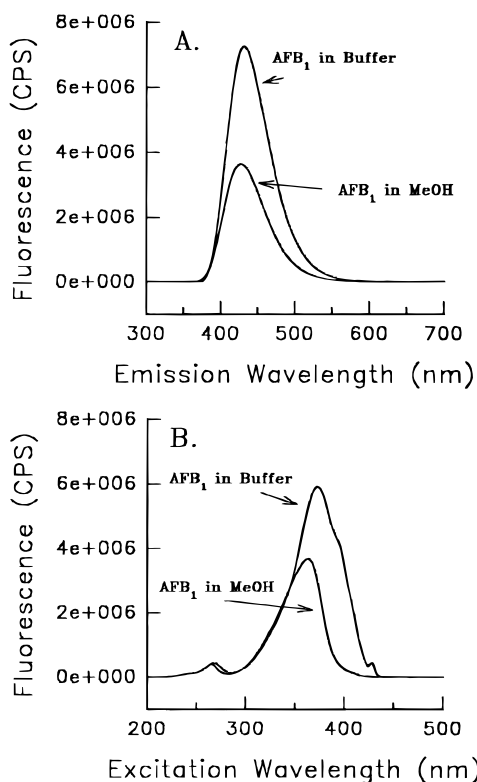 A.
Fluorescence (CPS)
8e+006
6e+006
4e+006
2e+006
0e+000
AFB₁ in Buffer
AFB₁ in MeOH
300 400 500 600 700
Emission Wavelength (nm)
B.
Fluorescence (CPS)
8e+006
6e+006
4e+006
2e+006
0e+000
AFB₁ in Buffer
AFB₁ in MeOH
200 300 400 500
Excitation Wavelength (nm)